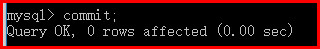 mysql> commit;
Query OK, 0 rows affected (0.00 sec)